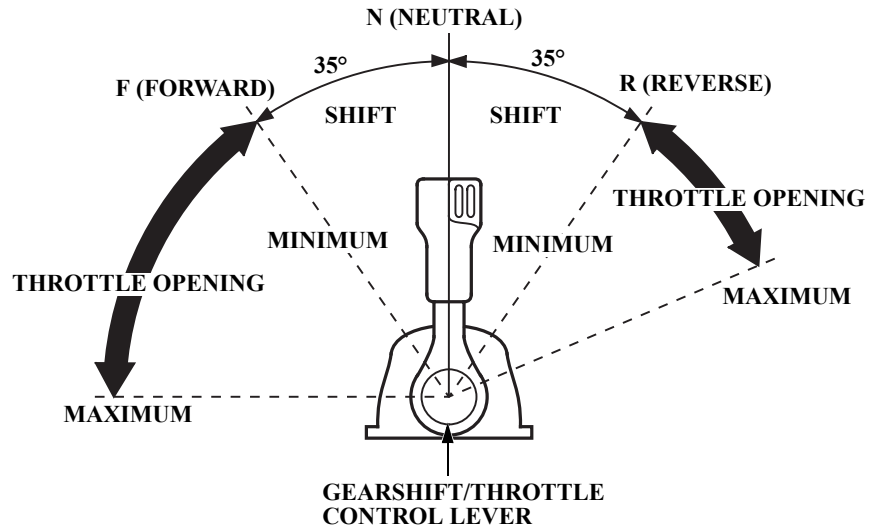 N (NEUTRAL)
35°
35°
F (FORWARD)
R (REVERSE)
SHIFT
SHIFT
THROTTLE OPENING
MINIMUM
MINIMUM
THROTTLE OPENING
MAXIMUM
MAXIMUM
GEARSHIFT/THROTTLE
CONTROL LEVER